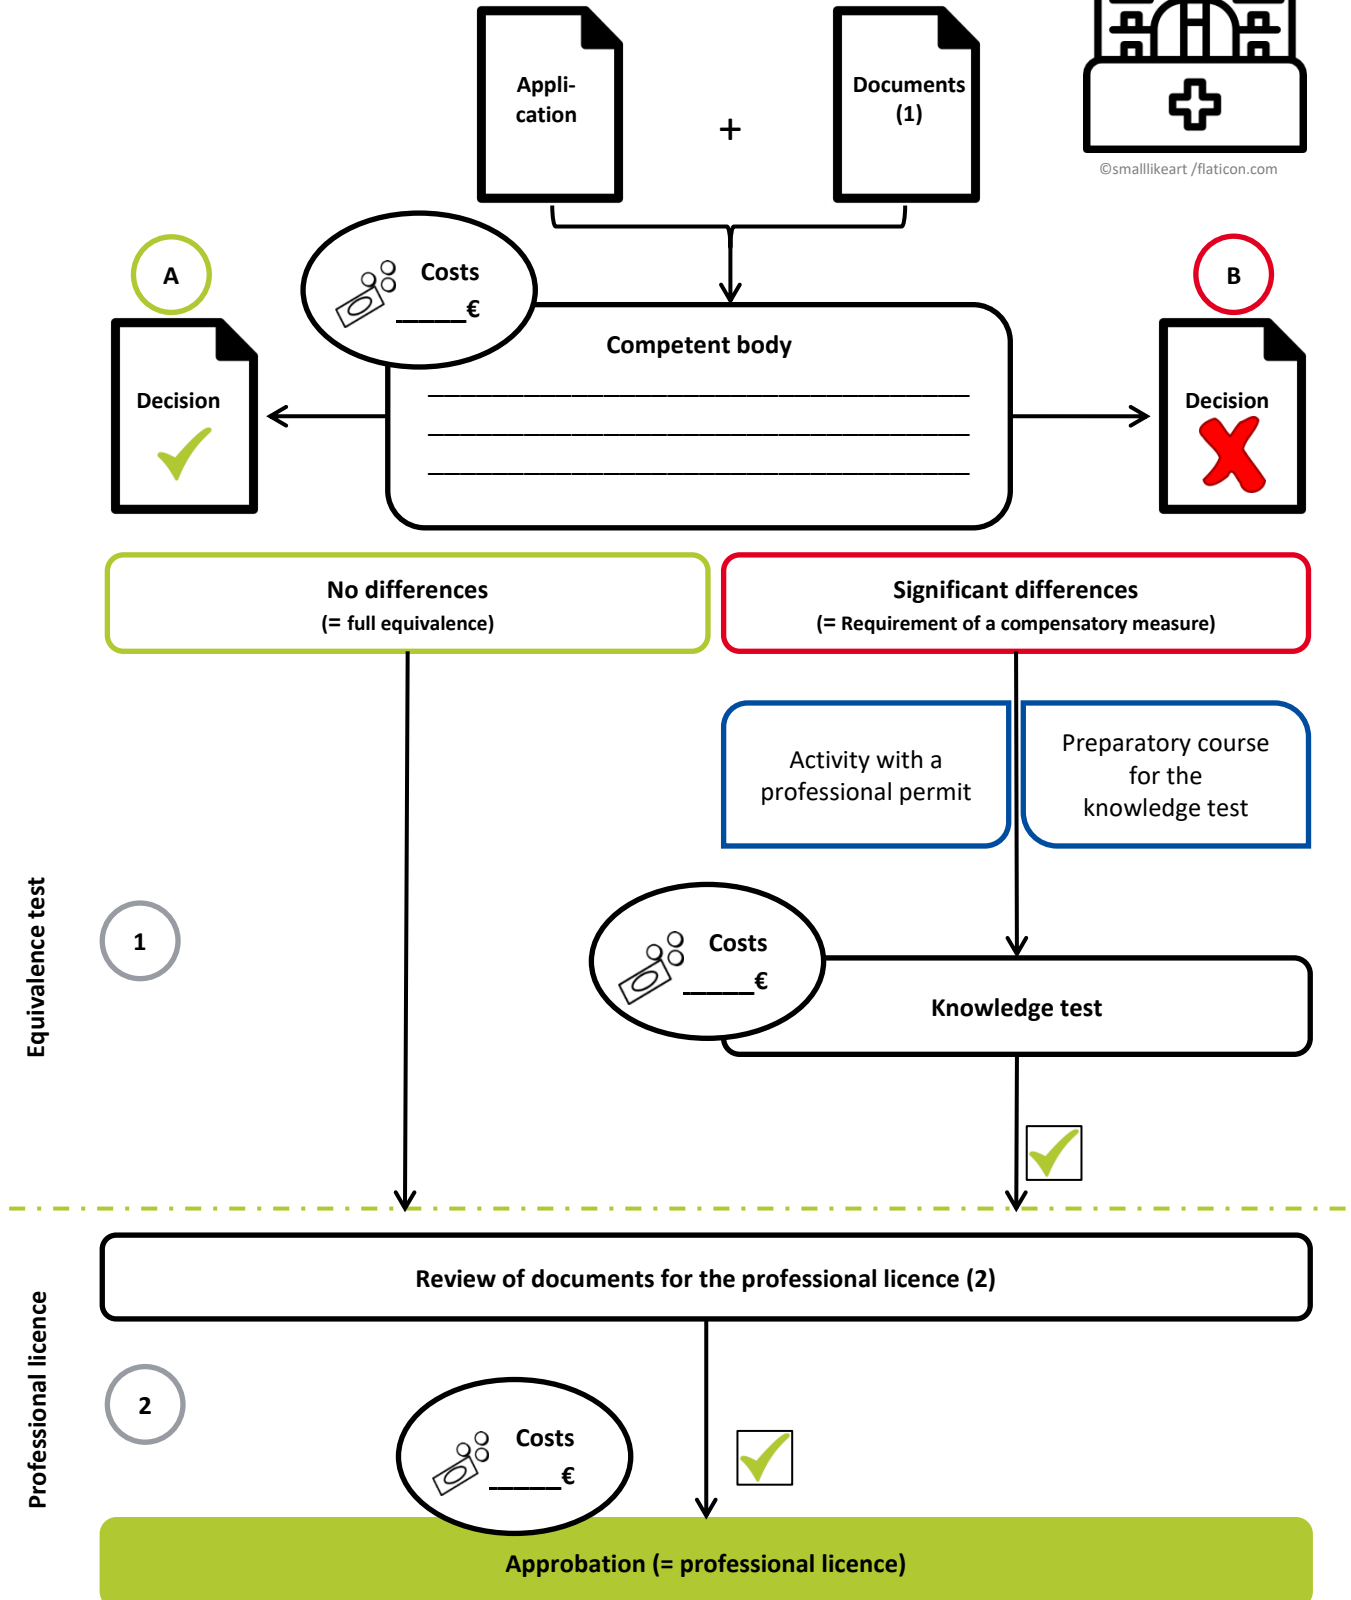 Appli-
cation
+
Documents
(1)
©smalllikeart /flaticon.com
A
Costs
______€
B
Decision
Competent body
Decision
No differences
(= full equivalence)
Significant differences
(= Requirement of a compensatory measure)
Activity with a
professional permit
Preparatory course
for the
knowledge test
Equivalence test
1
Costs
______€
Knowledge test
Review of documents for the professional licence (2)
Professional licence
2
Costs
______€
Approbation (= professional licence)